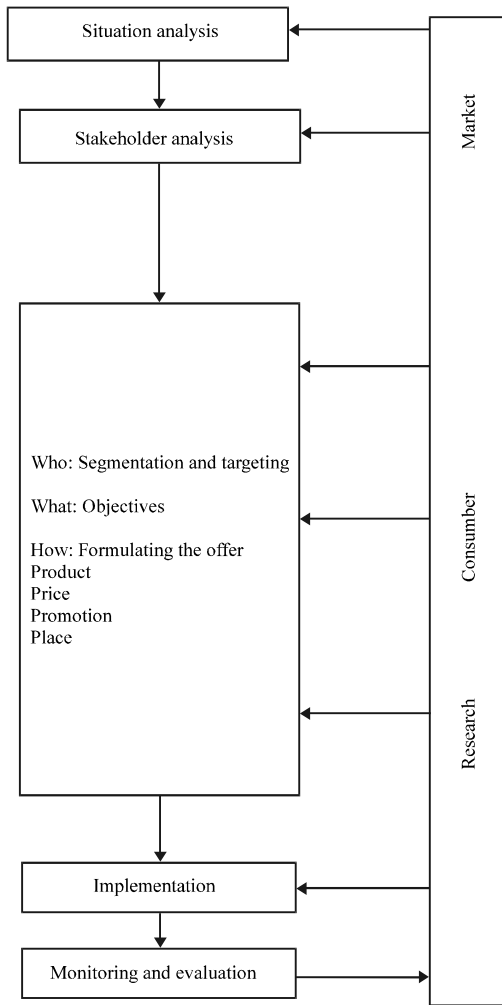 Situation analysis
Stakeholder analysis
Who: Segmentation and targeting
What: Objectives
How: Formulating the offer
Product
Price
Promotion
Place
Implementation
Monitoring and evaluation
Market
Consumber
Research